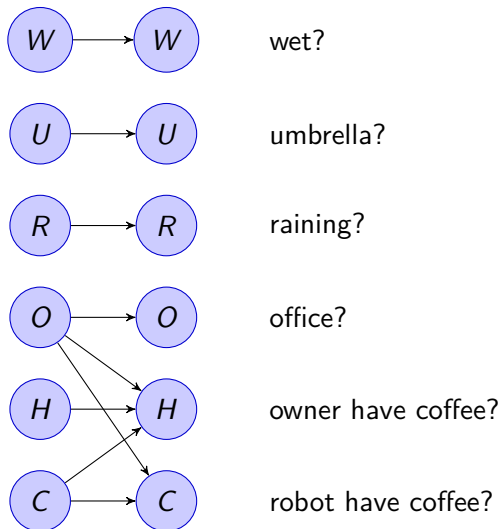 W W wet?
U U umbrella?
R R raining?
O O office?
H H owner have coffee?
C C robot have coffee?